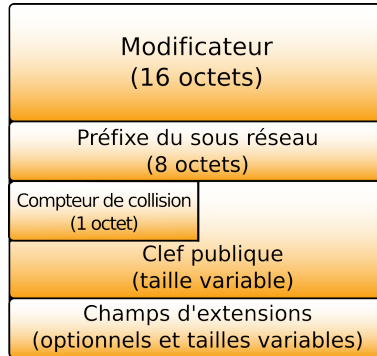 Modificateur
(16 octets)
Préfixe du sous réseau
(8 octets)
Compteur de collision
(1 octet)
Clef publique
(taille variable)
Champs d'extensions
(optionnels et tailles variables)